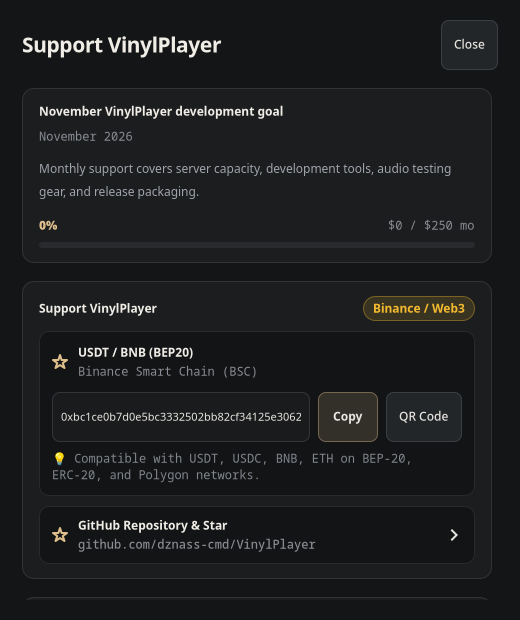 Support VinylPlayer
Close
November VinylPlayer development goal
November 2026
Monthly support covers server capacity, development tools, audio testing
gear, and release packaging.
0%
$0 / $250 mo
Support VinylPlayer
Binance / Web3
USDT / BNB (BEP20)
Binance Smart Chain (BSC)
0xbc1ce0b7d0e5bc3332502bb82cf34125e3062
Copy
QR Code
💡 Compatible with USDT, USDC, BNB, ETH on BEP-20,
ERC-20, and Polygon networks.
GitHub Repository & Star
github.com/dznass-cmd/VinylPlayer